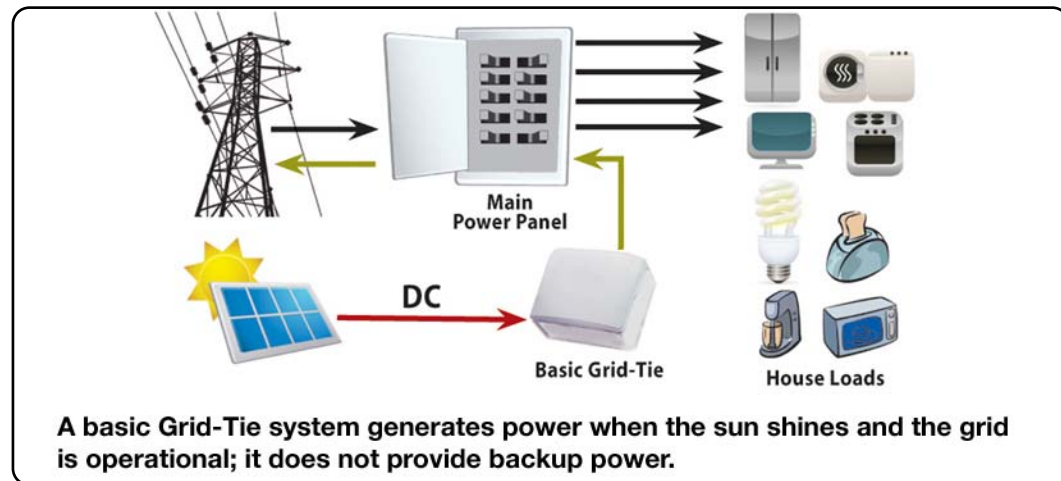 Main
Power Panel
DC
Basic Grid-Tie
House Loads
A basic Grid-Tie system generates power when the sun shines and the grid
is operational; it does not provide backup power.